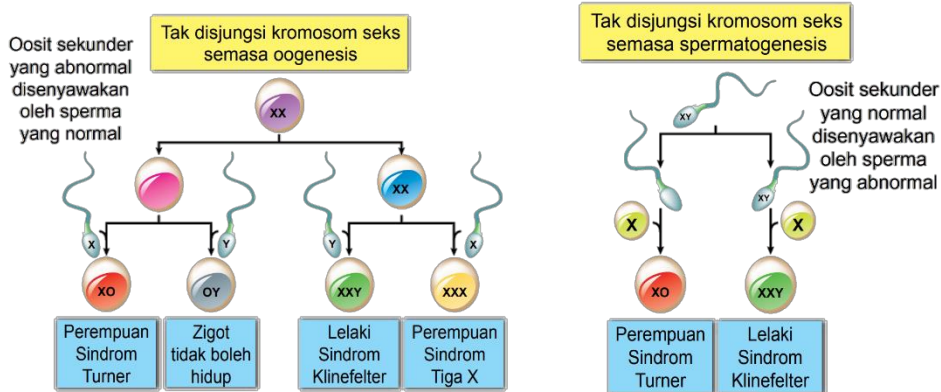 Tak disjungsi kromosom seks
semasa oogenesis
Oosit sekunder
yang abnormal
disenyawakan
oleh sperma
yang normal
XX
XX
X
Y
Y
X
XO
OY
XXY
XXX
Perempuan
Sindrom
Turner
Zigot
tidak boleh
hidup
Lelaki
Sindrom
Klinefelter
Perempuan
Sindrom
Tiga X
Tak disjungsi kromosom seks
semasa spermatogenesis
XY
Oosit sekunder
yang normal
disenyawakan
oleh sperma
yang abnormal
XY
X
X
XO
XXY
Perempuan
Sindrom
Turner
Lelaki
Sindrom
Klinefelter